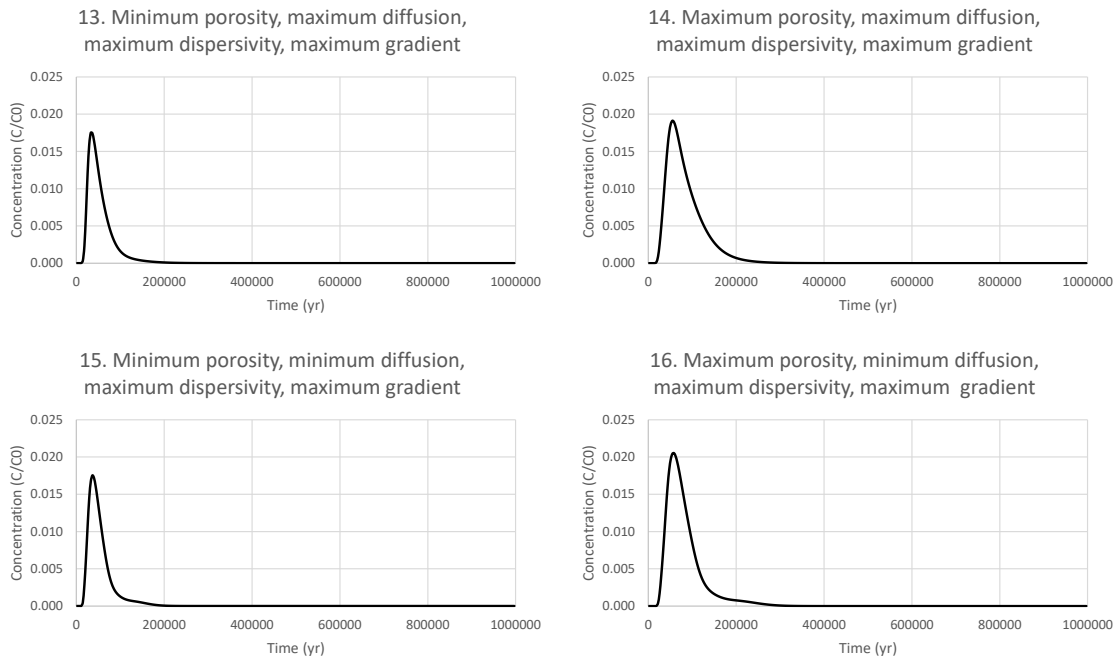 13. Minimum porosity, maximum diffusion,
maximum dispersivity, maximum gradient
0.025
0.020
0.015
0.010
0.005
0.000
Concentration (C/C0)
0 200000 400000 600000 800000 1000000
Time (yr)
14. Maximum porosity, maximum diffusion,
maximum dispersivity, maximum gradient
0.025
0.020
0.015
0.010
0.005
0.000
Concentration (C/C0)
0 200000 400000 600000 800000 1000000
Time (yr)
15. Minimum porosity, minimum diffusion,
maximum dispersivity, maximum gradient
0.025
0.020
0.015
0.010
0.005
0.000
Concentration (C/C0)
0 200000 400000 600000 800000 1000000
Time (yr)
16. Maximum porosity, minimum diffusion,
maximum dispersivity, maximum  gradient
0.025
0.020
0.015
0.010
0.005
0.000
Concentration (C/C0)
0 200000 400000 600000 800000 1000000
Time (yr)